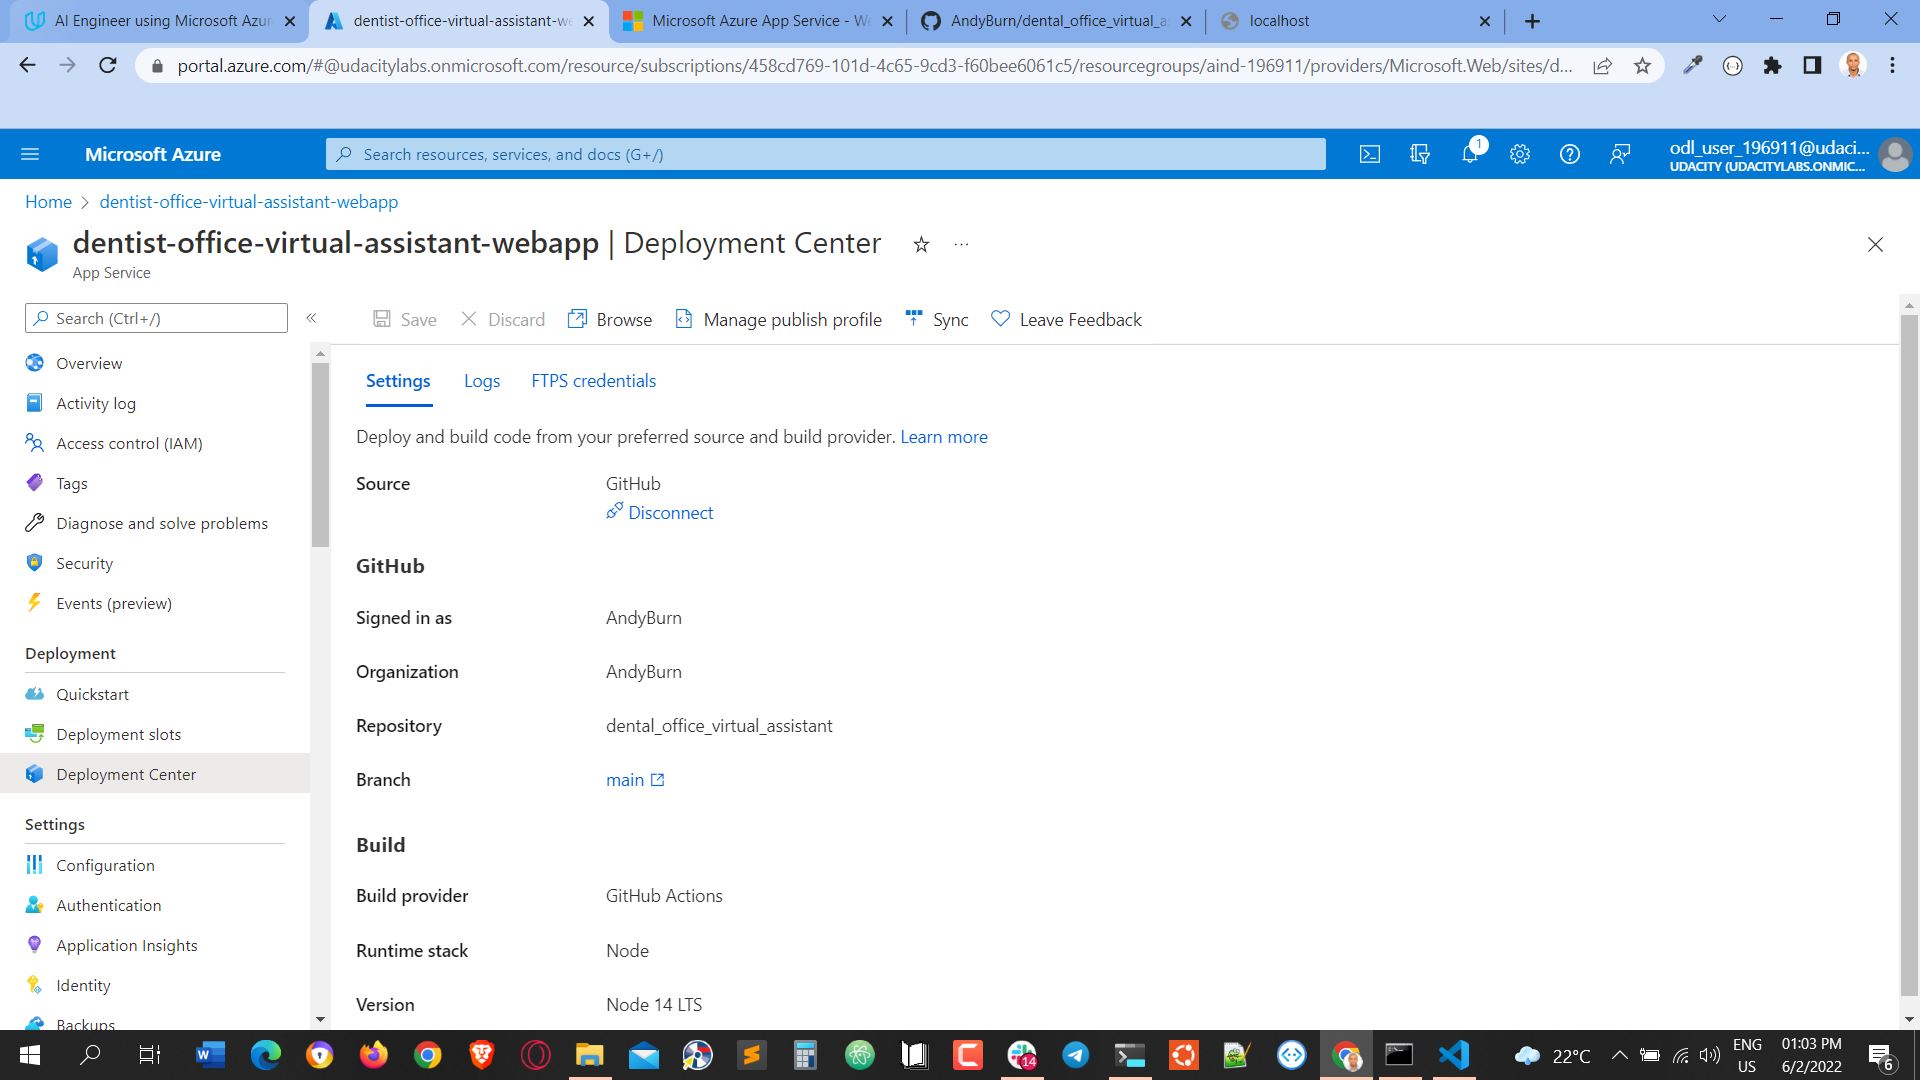 AI Engineer using Microsoft Azur
dentist-office-virtual-assistant-we
Microsoft Azure App Service - We
AndyBurn/dental_office_virtual_a
localhost
portal.azure.com/#@udacitylabs.onmicrosoft.com/resource/subscriptions/458cd769-101d-4c65-9cd3-f60bee6061c5/resourcegroups/aind-196911/providers/Microsoft.Web/sites/d...
Microsoft Azure
Search resources, services, and docs (G+/)
1
odl_user_196911@udaci...
UDACITY (UDACITYLABS.ONMIC...
Home > dentist-office-virtual-assistant-webapp
dentist-office-virtual-assistant-webapp | Deployment Center
App Service
Search (Ctrl+/)
Overview
Activity log
Access control (IAM)
Tags
Diagnose and solve problems
Security
Events (preview)
Deployment
Quickstart
Deployment slots
Deployment Center
Settings
Configuration
Authentication
Application Insights
Identity
Backups
Save Discard Browse Manage publish profile Sync Leave Feedback
Settings Logs FTPS credentials
Deploy and build code from your preferred source and build provider. Learn more
Source GitHub
Disconnect
GitHub
Signed in as AndyBurn
Organization AndyBurn
Repository dental_office_virtual_assistant
Branch main
Build
Build provider GitHub Actions
Runtime stack Node
Version Node 14 LTS
14
22°C
ENG
US
01:03 PM
6/2/2022
6